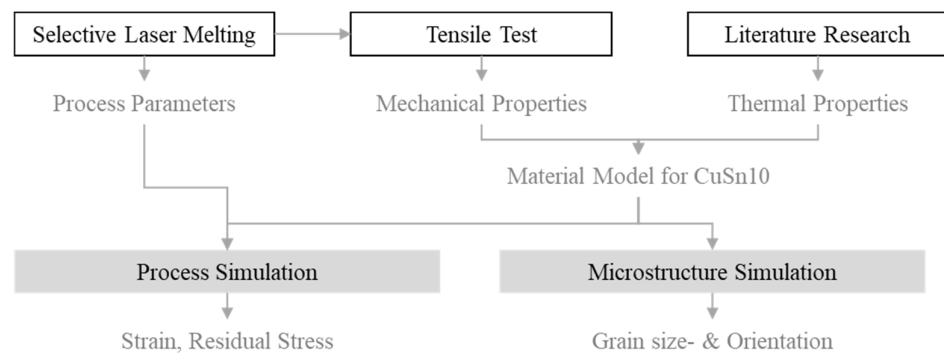 Selective Laser Melting
Tensile Test
Literature Research
Process Parameters
Mechanical Properties
Thermal Properties
Material Model for CuSn10
Process Simulation
Microstructure Simulation
Strain, Residual Stress
Grain size- & Orientation